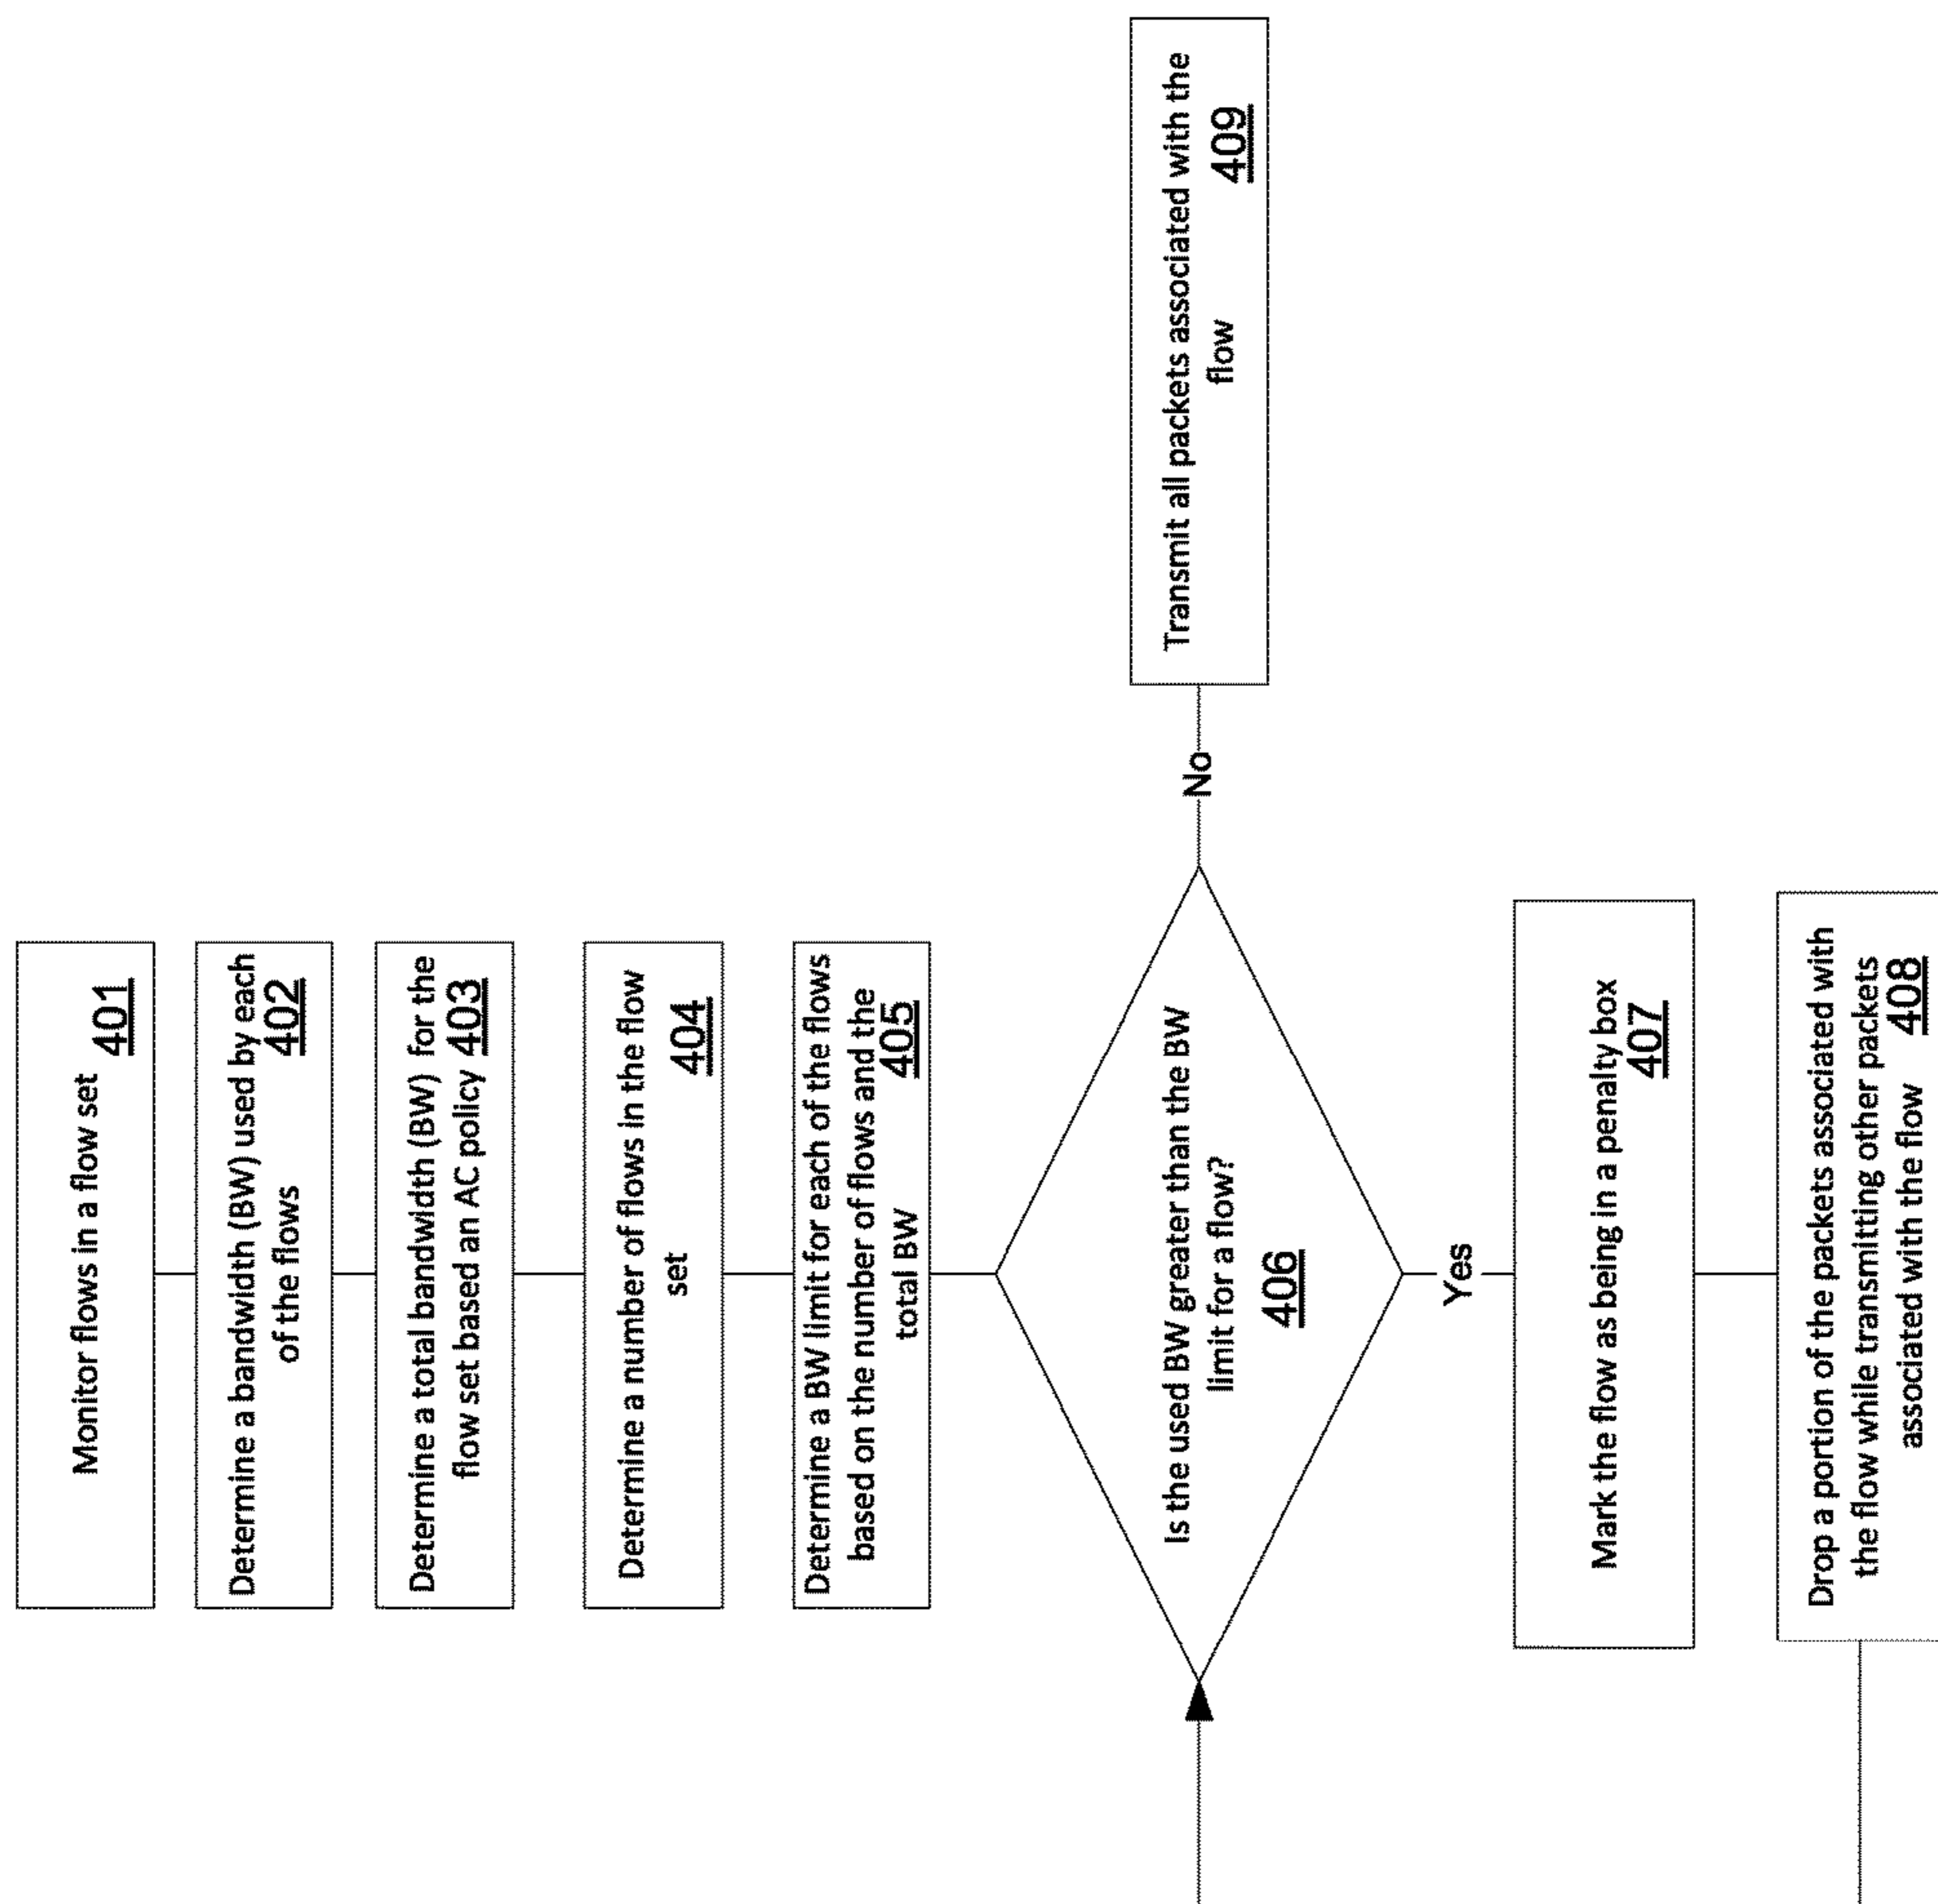 Monitor flows in a flow set
401
Determine a bandwidth (BW) used by each
of the flows
402
Determine a total bandwidth (BW) for the
flow set based an AC policy 403
Determine a number of flows in the flow
set
404
Determine a BW limit for each of the flows
based on the number of flows and the
total BW
405
Is the used BW greater than the BW
limit for a flow?
406
No
Transmit all packets associated with the
flow
409
Yes
Mark the flow as being in a penalty box
407
Drop a portion of the packets associated with
the flow while transmitting other packets
associated with the flow 408